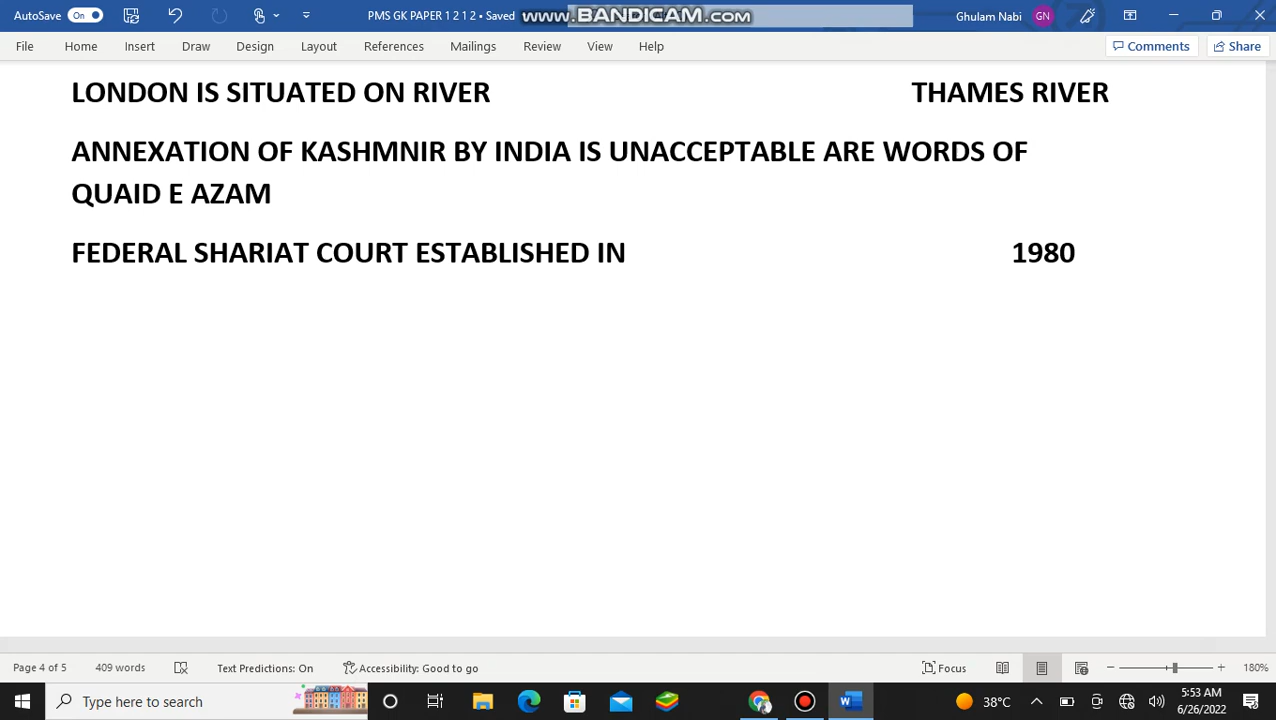 AutoSave On PMS GK PAPER 1 2 1 2 • Saved www.BANDICAM.com Ghulam Nabi GN
File Home Insert Draw Design Layout References Mailings Review View Help Comments Share
LONDON IS SITUATED ON RIVER THAMES RIVER
ANNEXATION OF KASHMNIR BY INDIA IS UNACCEPTABLE ARE WORDS OF
QUAID E AZAM
FEDERAL SHARIAT COURT ESTABLISHED IN 1980
Page 4 of 5 409 words Text Predictions: On Accessibility: Good to go Focus 180%
Type here to search 38°C 5:53 AM
6/26/2022